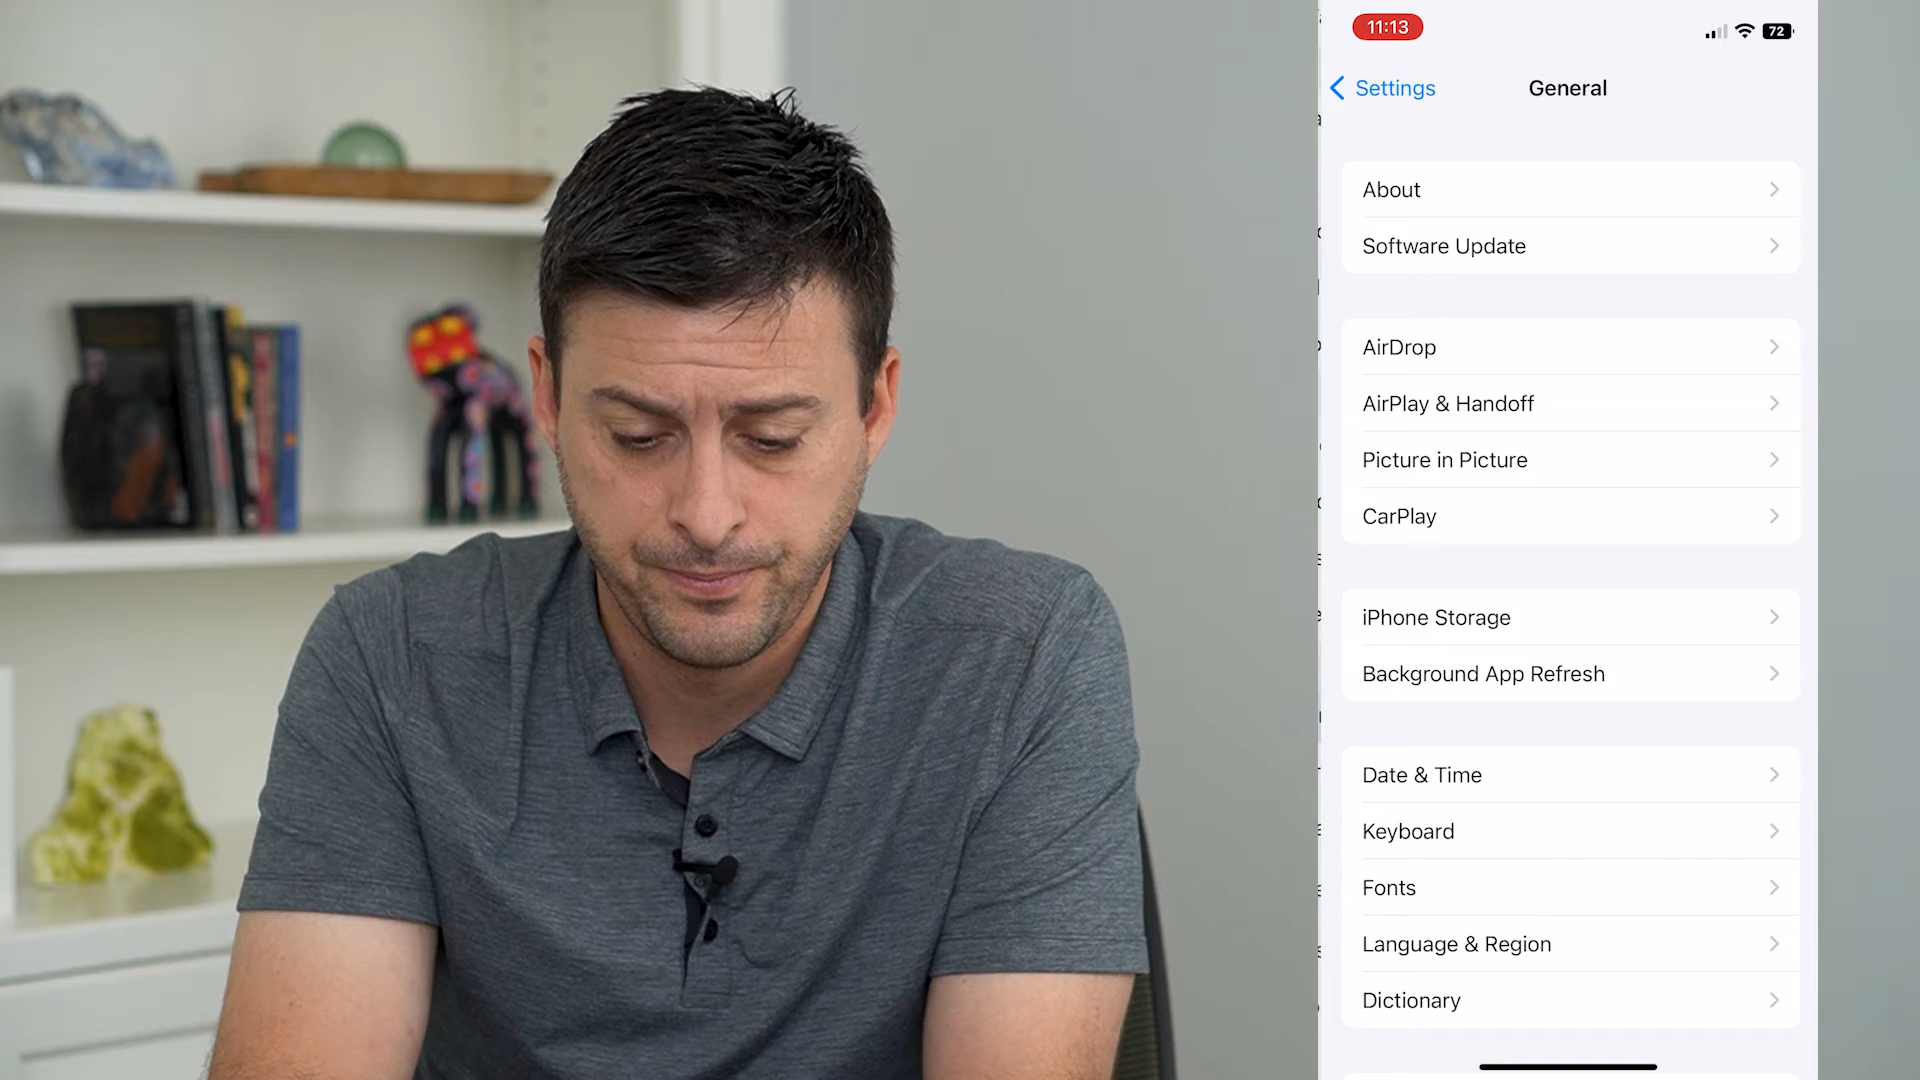 11:13
72
Settings
General
About
Software Update
AirDrop
AirPlay & Handoff
Picture in Picture
CarPlay
iPhone Storage
Background App Refresh
Date & Time
Keyboard
Fonts
Language & Region
Dictionary